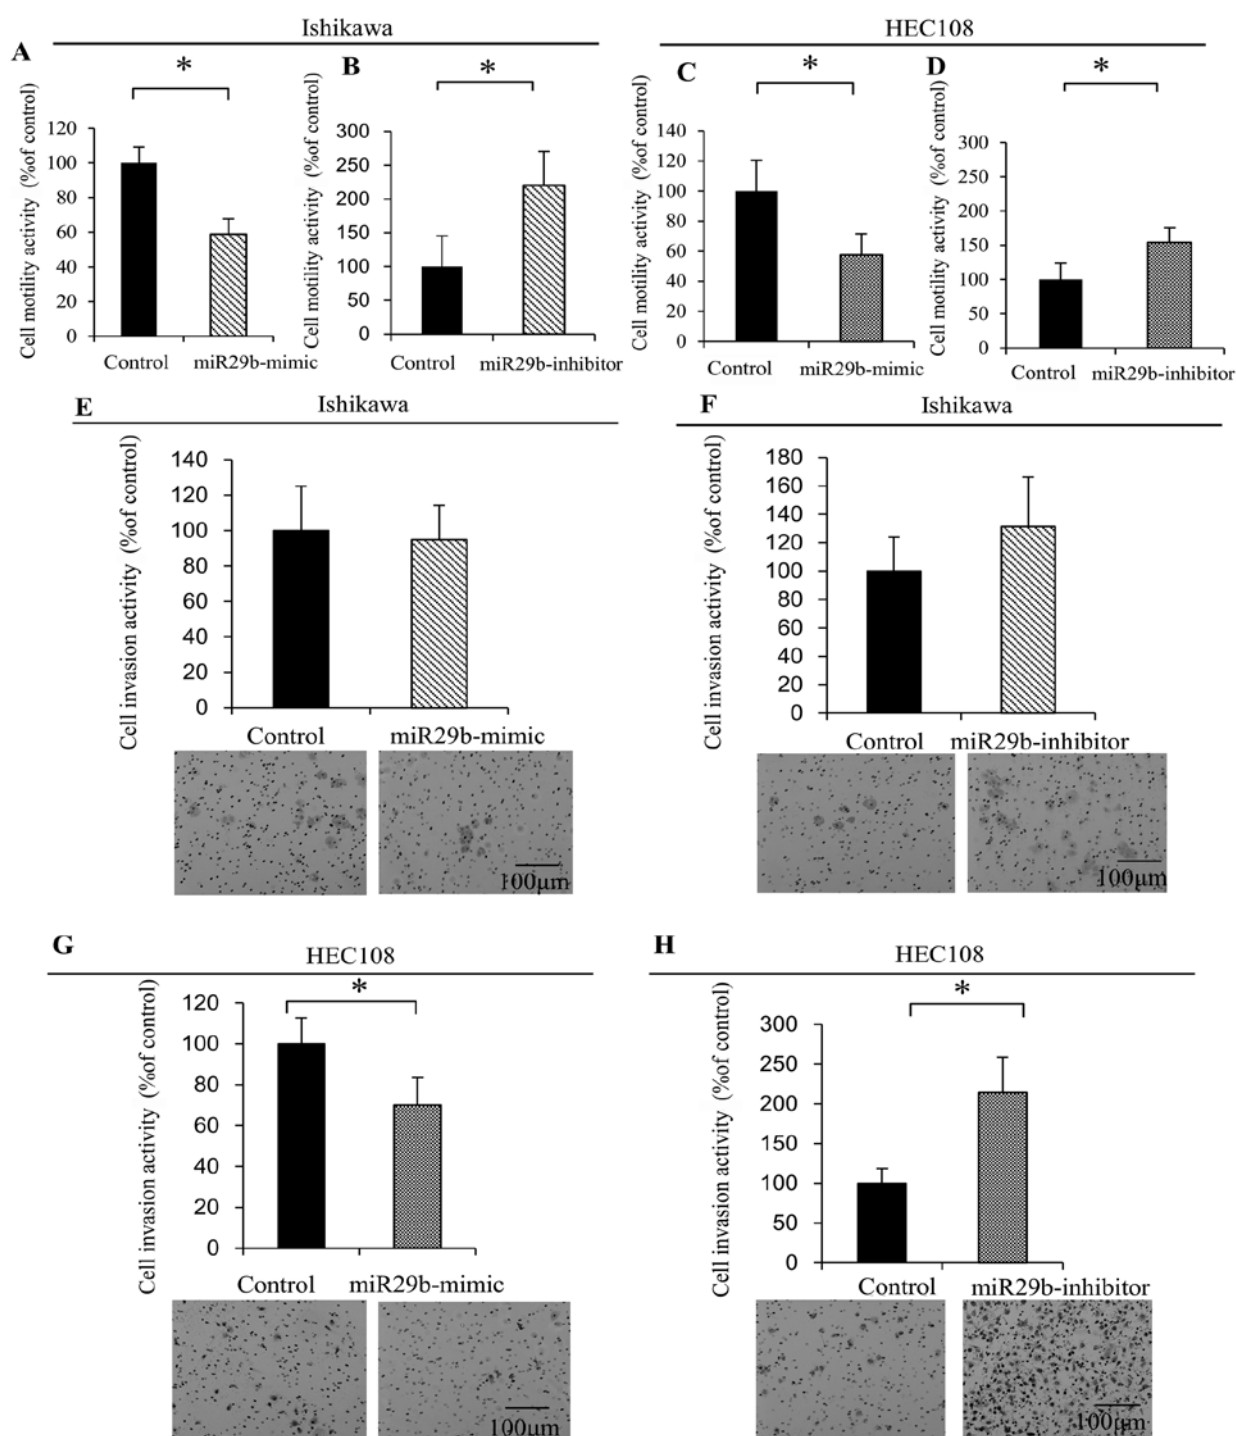 Ishikawa
HEC108
A
*
Cell motility activity (%of control)
120
100
80
60
40
20
0
Control
miR29b-mimic
B
*
Cell motility activity (%of control)
300
250
200
150
100
50
0
Control
miR29b-inhibitor
C
*
Cell motility activity (%of control)
140
120
100
80
60
40
20
0
Control
miR29b-mimic
D
*
Cell motility activity (%of control)
300
250
200
150
100
50
0
Control
miR29b-inhibitor
E
Ishikawa
Cell invasion activity (%of control)
140
120
100
80
60
40
20
0
Control
miR29b-mimic
100μm
F
Ishikawa
Cell invasion activity (%of control)
180
160
140
120
100
80
60
40
20
0
Control
miR29b-inhibitor
100μm
G
HEC108
*
Cell invasion activity (%of control)
120
100
80
60
40
20
0
Control
miR29b-mimic
100μm
H
HEC108
*
Cell invasion activity (%of control)
300
250
200
150
100
50
0
Control
miR29b-inhibitor
100μm